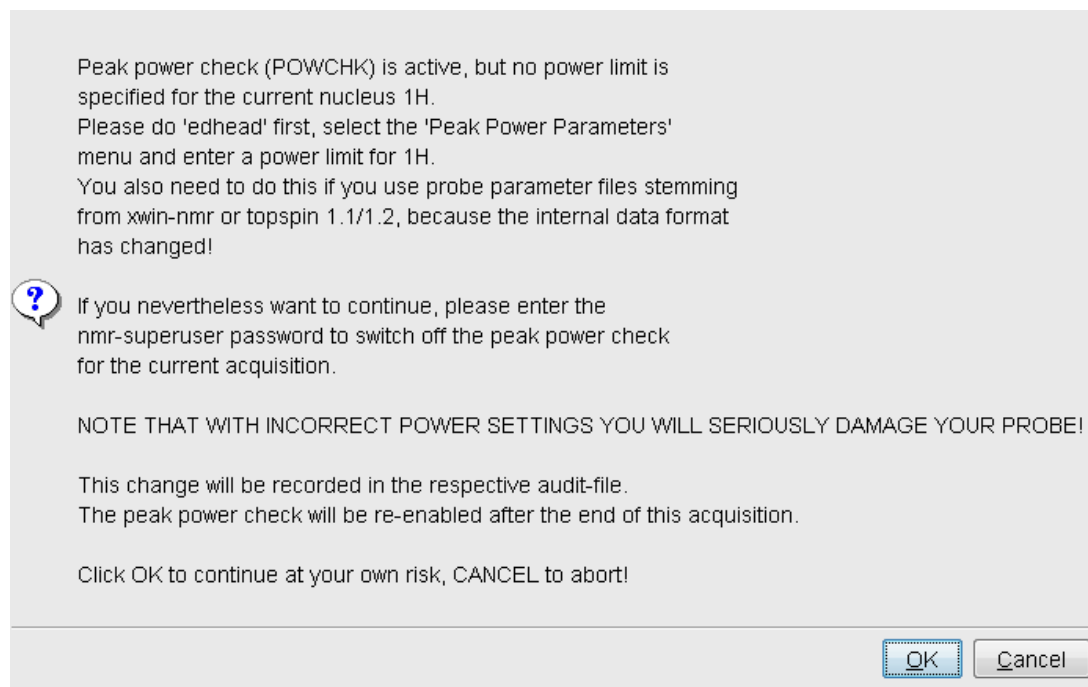 Peak power check (POWCHK) is active, but no power limit is
specified for the current nucleus 1H.
Please do 'edhead' first, select the 'Peak Power Parameters'
menu and enter a power limit for 1H.
You also need to do this if you use probe parameter files stemming
from xwin-nmr or topspin 1.1/1.2, because the internal data format
has changed!
If you nevertheless want to continue, please enter the
nmr-superuser password to switch off the peak power check
for the current acquisition.
NOTE THAT WITH INCORRECT POWER SETTINGS YOU WILL SERIOUSLY DAMAGE YOUR PROBE!
This change will be recorded in the respective audit-file.
The peak power check will be re-enabled after the end of this acquisition.
Click OK to continue at your own risk, CANCEL to abort!
OK Cancel